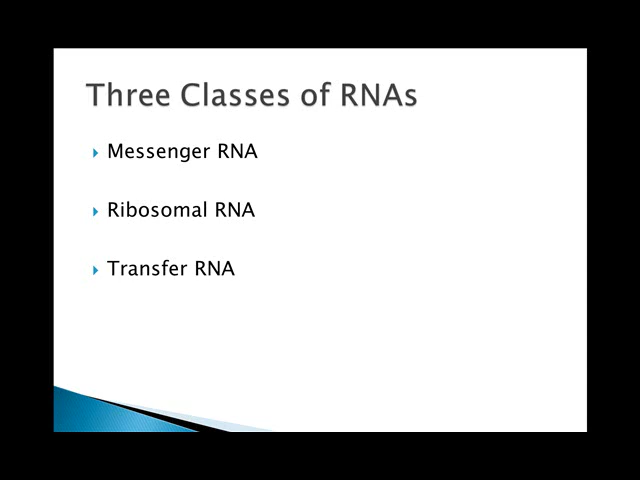 Three Classes of RNAs
Messenger RNA
Ribosomal RNA
Transfer RNA